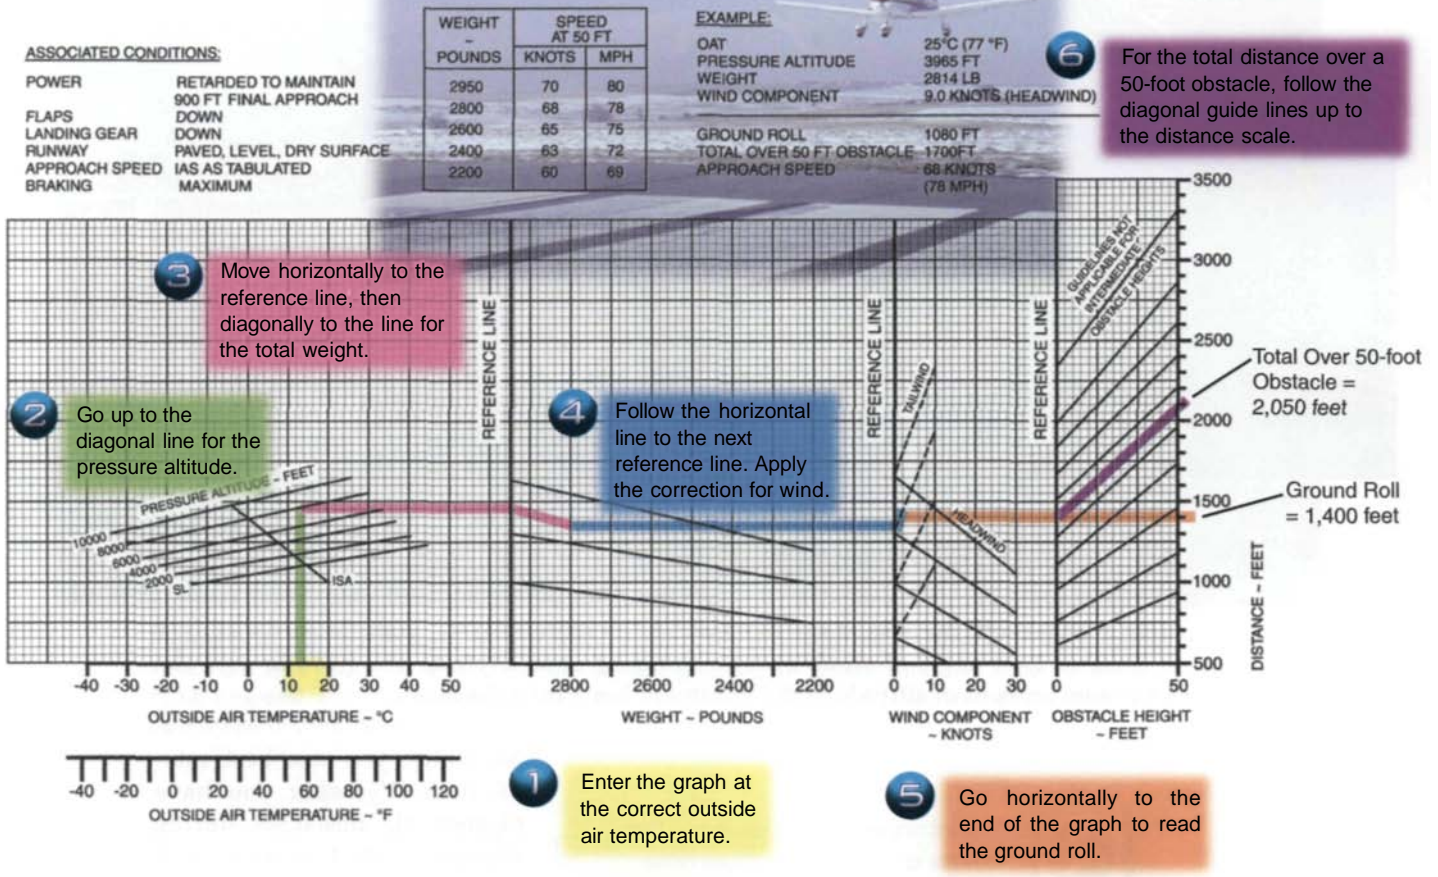 ASSOCIATED CONDITIONS:
POWER RETARDED TO MAINTAIN
900 FT FINAL APPROACH
FLAPS DOWN
LANDING GEAR DOWN
RUNWAY PAVED, LEVEL, DRY SURFACE
APPROACH SPEED IAS AS TABULATED
BRAKING MAXIMUM
WEIGHT SPEED
~ AT 50 FT
POUNDS KNOTS MPH
2950 70 80
2800 68 78
2600 65 75
2400 63 72
2200 60 69
EXAMPLE:
OAT 25°C (77 °F)
PRESSURE ALTITUDE 3965 FT
WEIGHT 2814 LB
WIND COMPONENT 9.0 KNOTS (HEADWIND)
GROUND ROLL 1080 FT
TOTAL OVER 50 FT OBSTACLE 1700FT
APPROACH SPEED 68 KNOTS
(78 MPH)
6
For the total distance over a
50-foot obstacle, follow the
diagonal guide lines up to
the distance scale.
3
Move horizontally to the
reference line, then
diagonally to the line for
the total weight.
2
Go up to the
diagonal line for the
pressure altitude.
4
Follow the horizontal
line to the next
reference line. Apply
the correction for wind.
PRESSURE ALTITUDE ~ FEET
10000
8000
6000
4000
2000
SL
ISA
REFERENCE LINE
REFERENCE LINE
TAILWIND
HEADWIND
REFERENCE LINE
GUIDELINES NOT
APPLICABLE FOR
INTERMEDIATE
OBSTACLE HEIGHTS
3500
3000
2500
2000
1500
1000
500
DISTANCE ~ FEET
Total Over 50-foot
Obstacle =
2,050 feet
Ground Roll
= 1,400 feet
-40 -30 -20 -10 0 10 20 30 40 50
OUTSIDE AIR TEMPERATURE ~ °C
2800 2600 2400 2200
WEIGHT ~ POUNDS
0 10 20 30
WIND COMPONENT
~ KNOTS
0 50
OBSTACLE HEIGHT
~ FEET
-40 -20 0 20 40 60 80 100 120
OUTSIDE AIR TEMPERATURE ~ °F
1
Enter the graph at
the correct outside
air temperature.
5
Go horizontally to the
end of the graph to read
the ground roll.